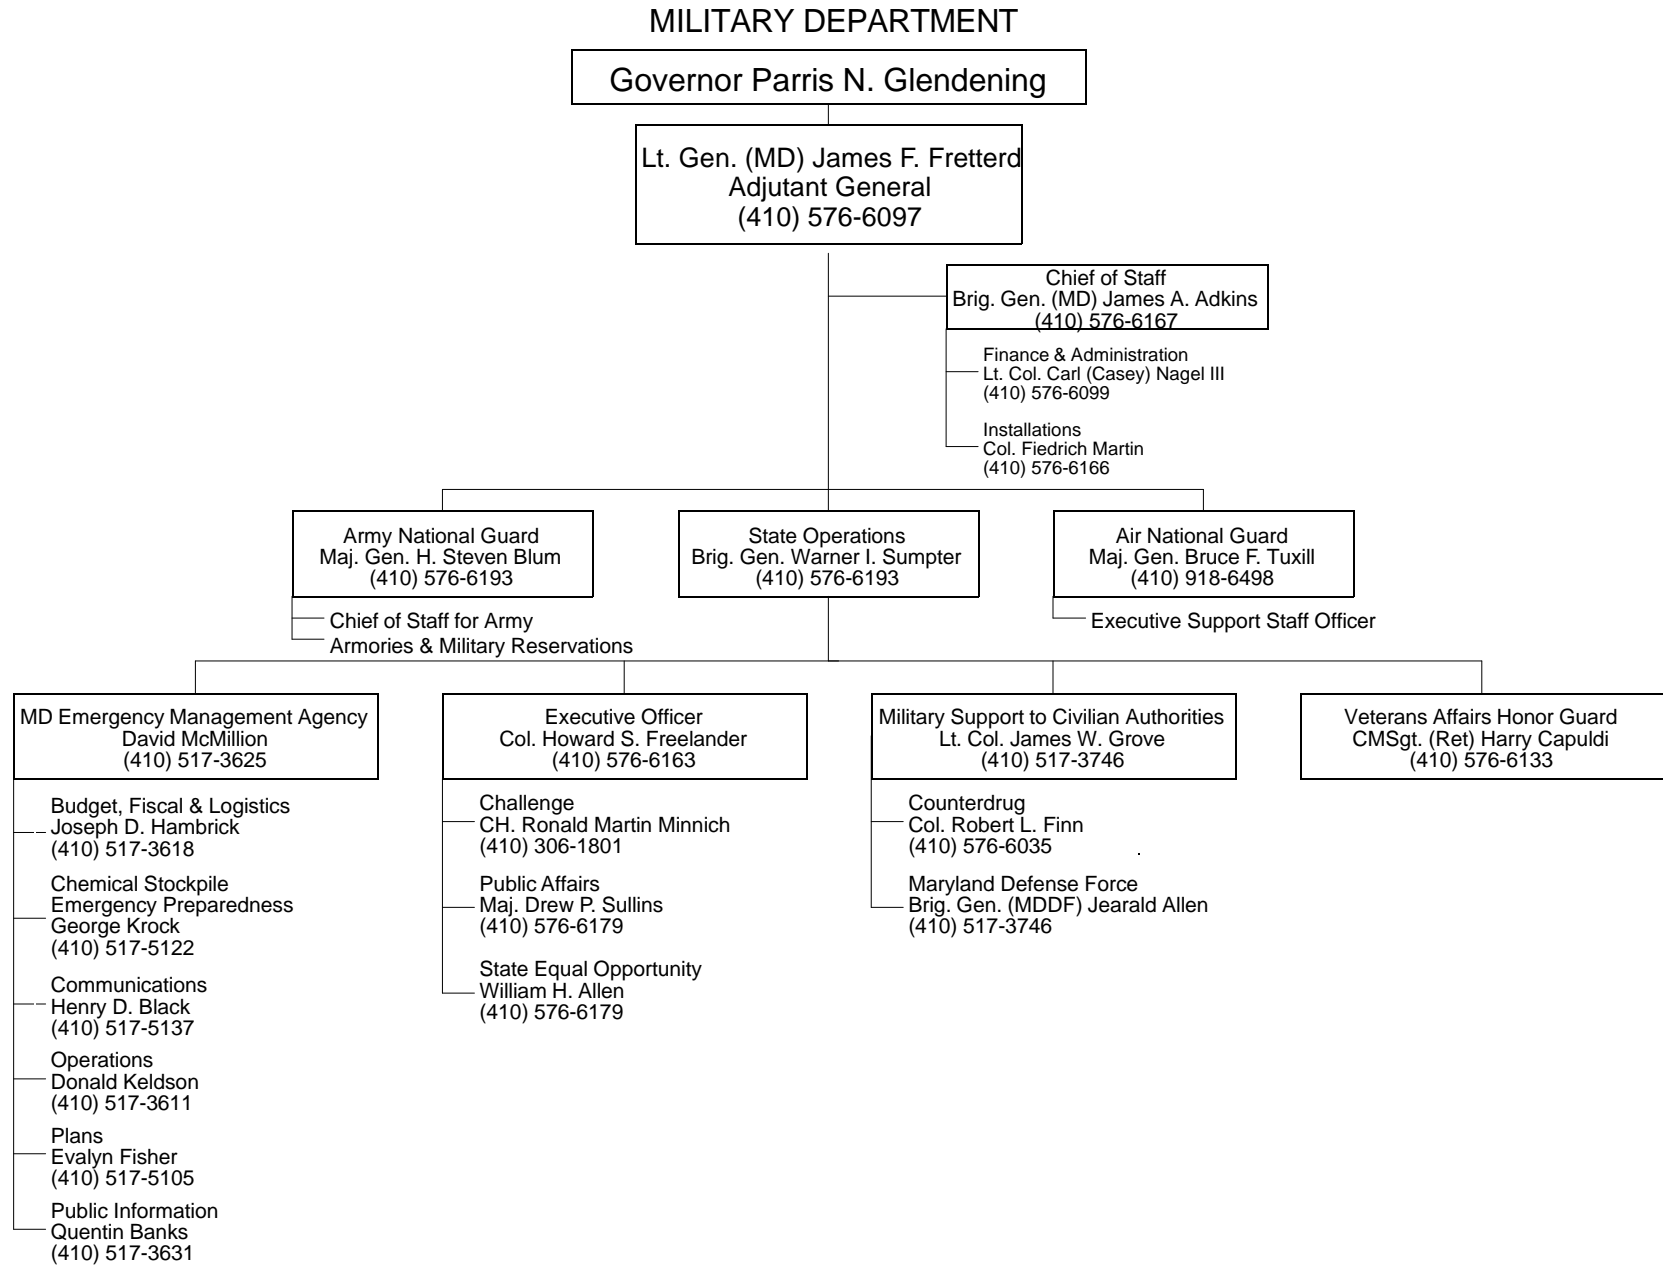 MILITARY DEPARTMENT
Governor Parris N. Glendening
Lt. Gen. (MD) James F. Fretterd
Adjutant General
(410) 576-6097
Chief of Staff
Brig. Gen. (MD) James A. Adkins
(410) 576-6167
Finance & Administration
Lt. Col. Carl (Casey) Nagel III
(410) 576-6099
Installations
Col. Fiedrich Martin
(410) 576-6166
Army National Guard
Maj. Gen. H. Steven Blum
(410) 576-6193
Chief of Staff for Army
Armories & Military Reservations
State Operations
Brig. Gen. Warner I. Sumpter
(410) 576-6193
Air National Guard
Maj. Gen. Bruce F. Tuxill
(410) 918-6498
Executive Support Staff Officer
MD Emergency Management Agency
David McMillion
(410) 517-3625
Budget, Fiscal & Logistics
Joseph D. Hambrick
(410) 517-3618
Chemical Stockpile
Emergency Preparedness
George Krock
(410) 517-5122
Communications
Henry D. Black
(410) 517-5137
Operations
Donald Keldson
(410) 517-3611
Plans
Evalyn Fisher
(410) 517-5105
Public Information
Quentin Banks
(410) 517-3631
Executive Officer
Col. Howard S. Freelander
(410) 576-6163
Challenge
CH. Ronald Martin Minnich
(410) 306-1801
Public Affairs
Maj. Drew P. Sullins
(410) 576-6179
State Equal Opportunity
William H. Allen
(410) 576-6179
Military Support to Civilian Authorities
Lt. Col. James W. Grove
(410) 517-3746
Counterdrug
Col. Robert L. Finn
(410) 576-6035
Maryland Defense Force
Brig. Gen. (MDDF) Jearald Allen
(410) 517-3746
Veterans Affairs Honor Guard
CMSgt. (Ret) Harry Capuldi
(410) 576-6133